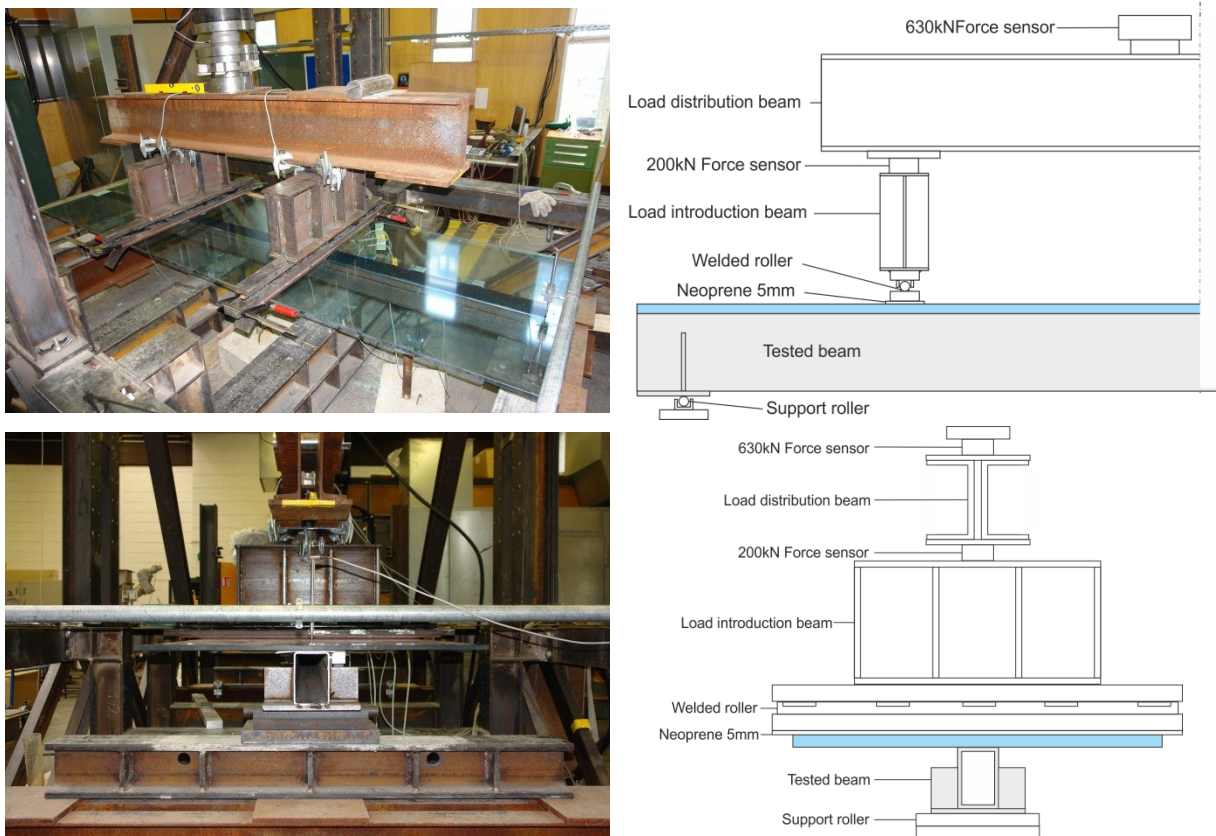 630kNForce sensor
Load distribution beam
200kN Force sensor
Load introduction beam
Welded roller
Neoprene 5mm
Tested beam
Support roller
630kN Force sensor
Load distribution beam
200kN Force sensor
Load introduction beam
Welded roller
Neoprene 5mm
Tested beam
Support roller